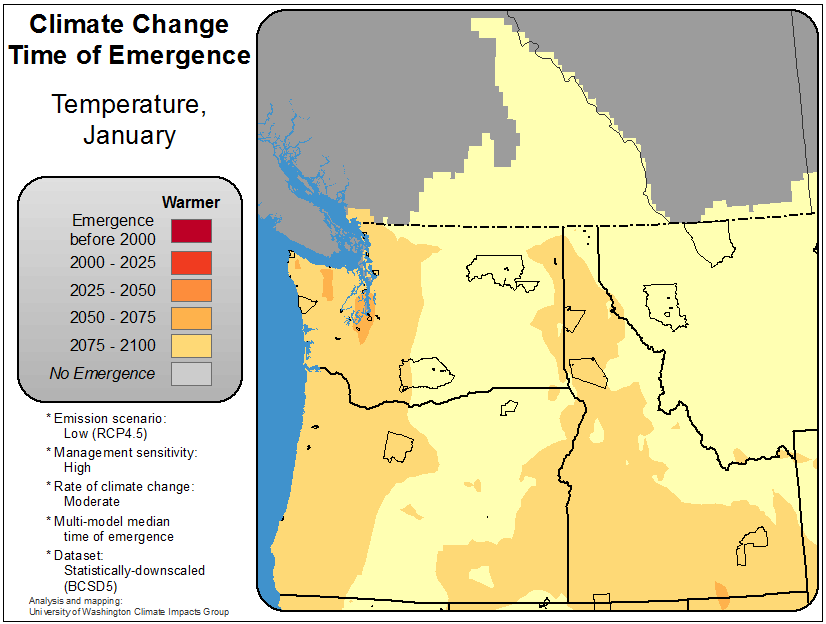 Climate Change
Time of Emergence
Temperature,
January
Warmer
Emergence
before 2000
2000 - 2025
2025 - 2050
2050 - 2075
2075 - 2100
No Emergence
* Emission scenario:
Low (RCP4.5)
* Management sensitivity:
High
* Rate of climate change:
Moderate
* Multi-model median
time of emergence
* Dataset:
Statistically-downscaled
(BCSD5)
Analysis and mapping:
University of Washington Climate Impacts Group